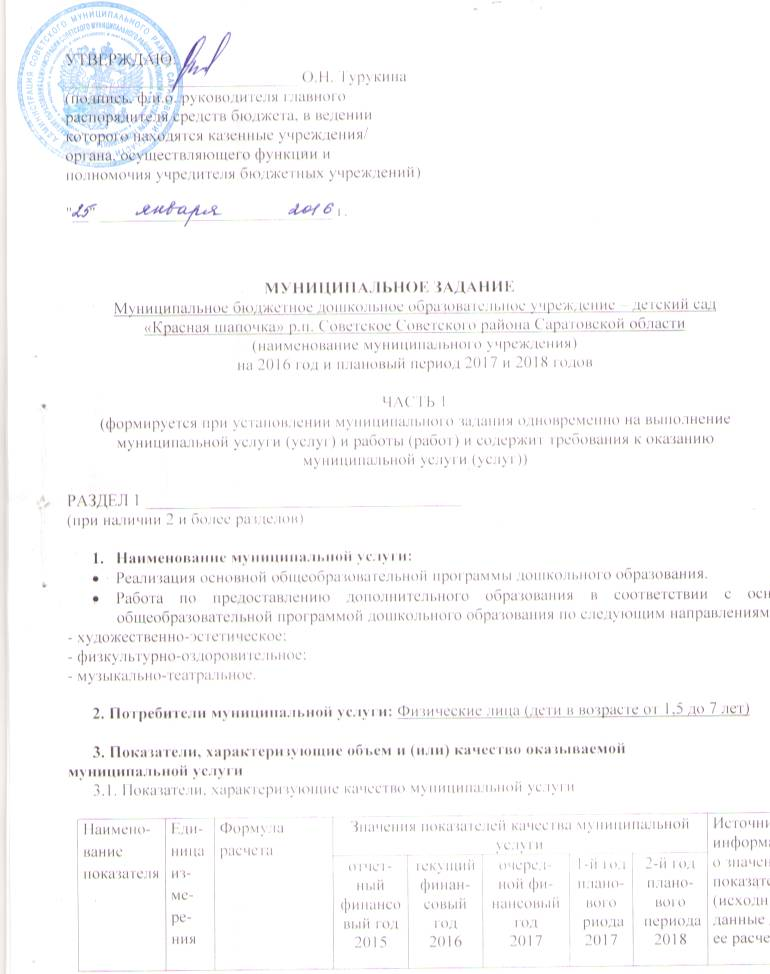 УТВЕРЖДАЮ:
О.Н. Турукина
(подпись, ф.и.о. руководителя главного
распорядителя средств бюджета, в ведении
которого находятся казенные учреждения/
органа, осуществляющего функции и
полномочия учредителя бюджетных учреждений)
"25" января 2016 г.
МУНИЦИПАЛЬНОЕ ЗАДАНИЕ
Муниципальное бюджетное дошкольное образовательное учреждение – детский сад
«Красная шапочка» р.п. Советское Советского района Саратовской области
(наименование муниципального учреждения)
на 2016 год и плановый период 2017 и 2018 годов
ЧАСТЬ 1
(формируется при установлении муниципального задания одновременно на выполнение
муниципальной услуги (услуг) и работы (работ) и содержит требования к оказанию
муниципальной услуги (услуг))
РАЗДЕЛ 1
(при наличии 2 и более разделов)
1. Наименование муниципальной услуги:
• Реализация основной общеобразовательной программы дошкольного образования.
• Работа по предоставлению дополнительного образования в соответствии с осн
общеобразовательной программой дошкольного образования по следующим направлениям
- художественно-эстетическое;
- физкультурно-оздоровительное;
- музыкально-театральное.
2. Потребители муниципальной услуги: Физические лица (дети в возрасте от 1,5 до 7 лет)
3. Показатели, характеризующие объем и (или) качество оказываемой
муниципальной услуги
3.1. Показатели, характеризующие качество муниципальной услуги
Наимено-
вание
показателя
Еди-
ница
из-
ме-
ре-
ния
Формула
расчета
Значения показателей качества муниципальной
услуги
отчет-
ный
финансо
вый год
2015
текущий
финан-
совый
год
2016
очеред-
ной фи-
нансовый
год
2017
1-й год
плано-
вого
риода
2017
2-й год
плано-
вого
периода
2018
Источни
информа
о значен
показате
(исходн
данные
ее расче